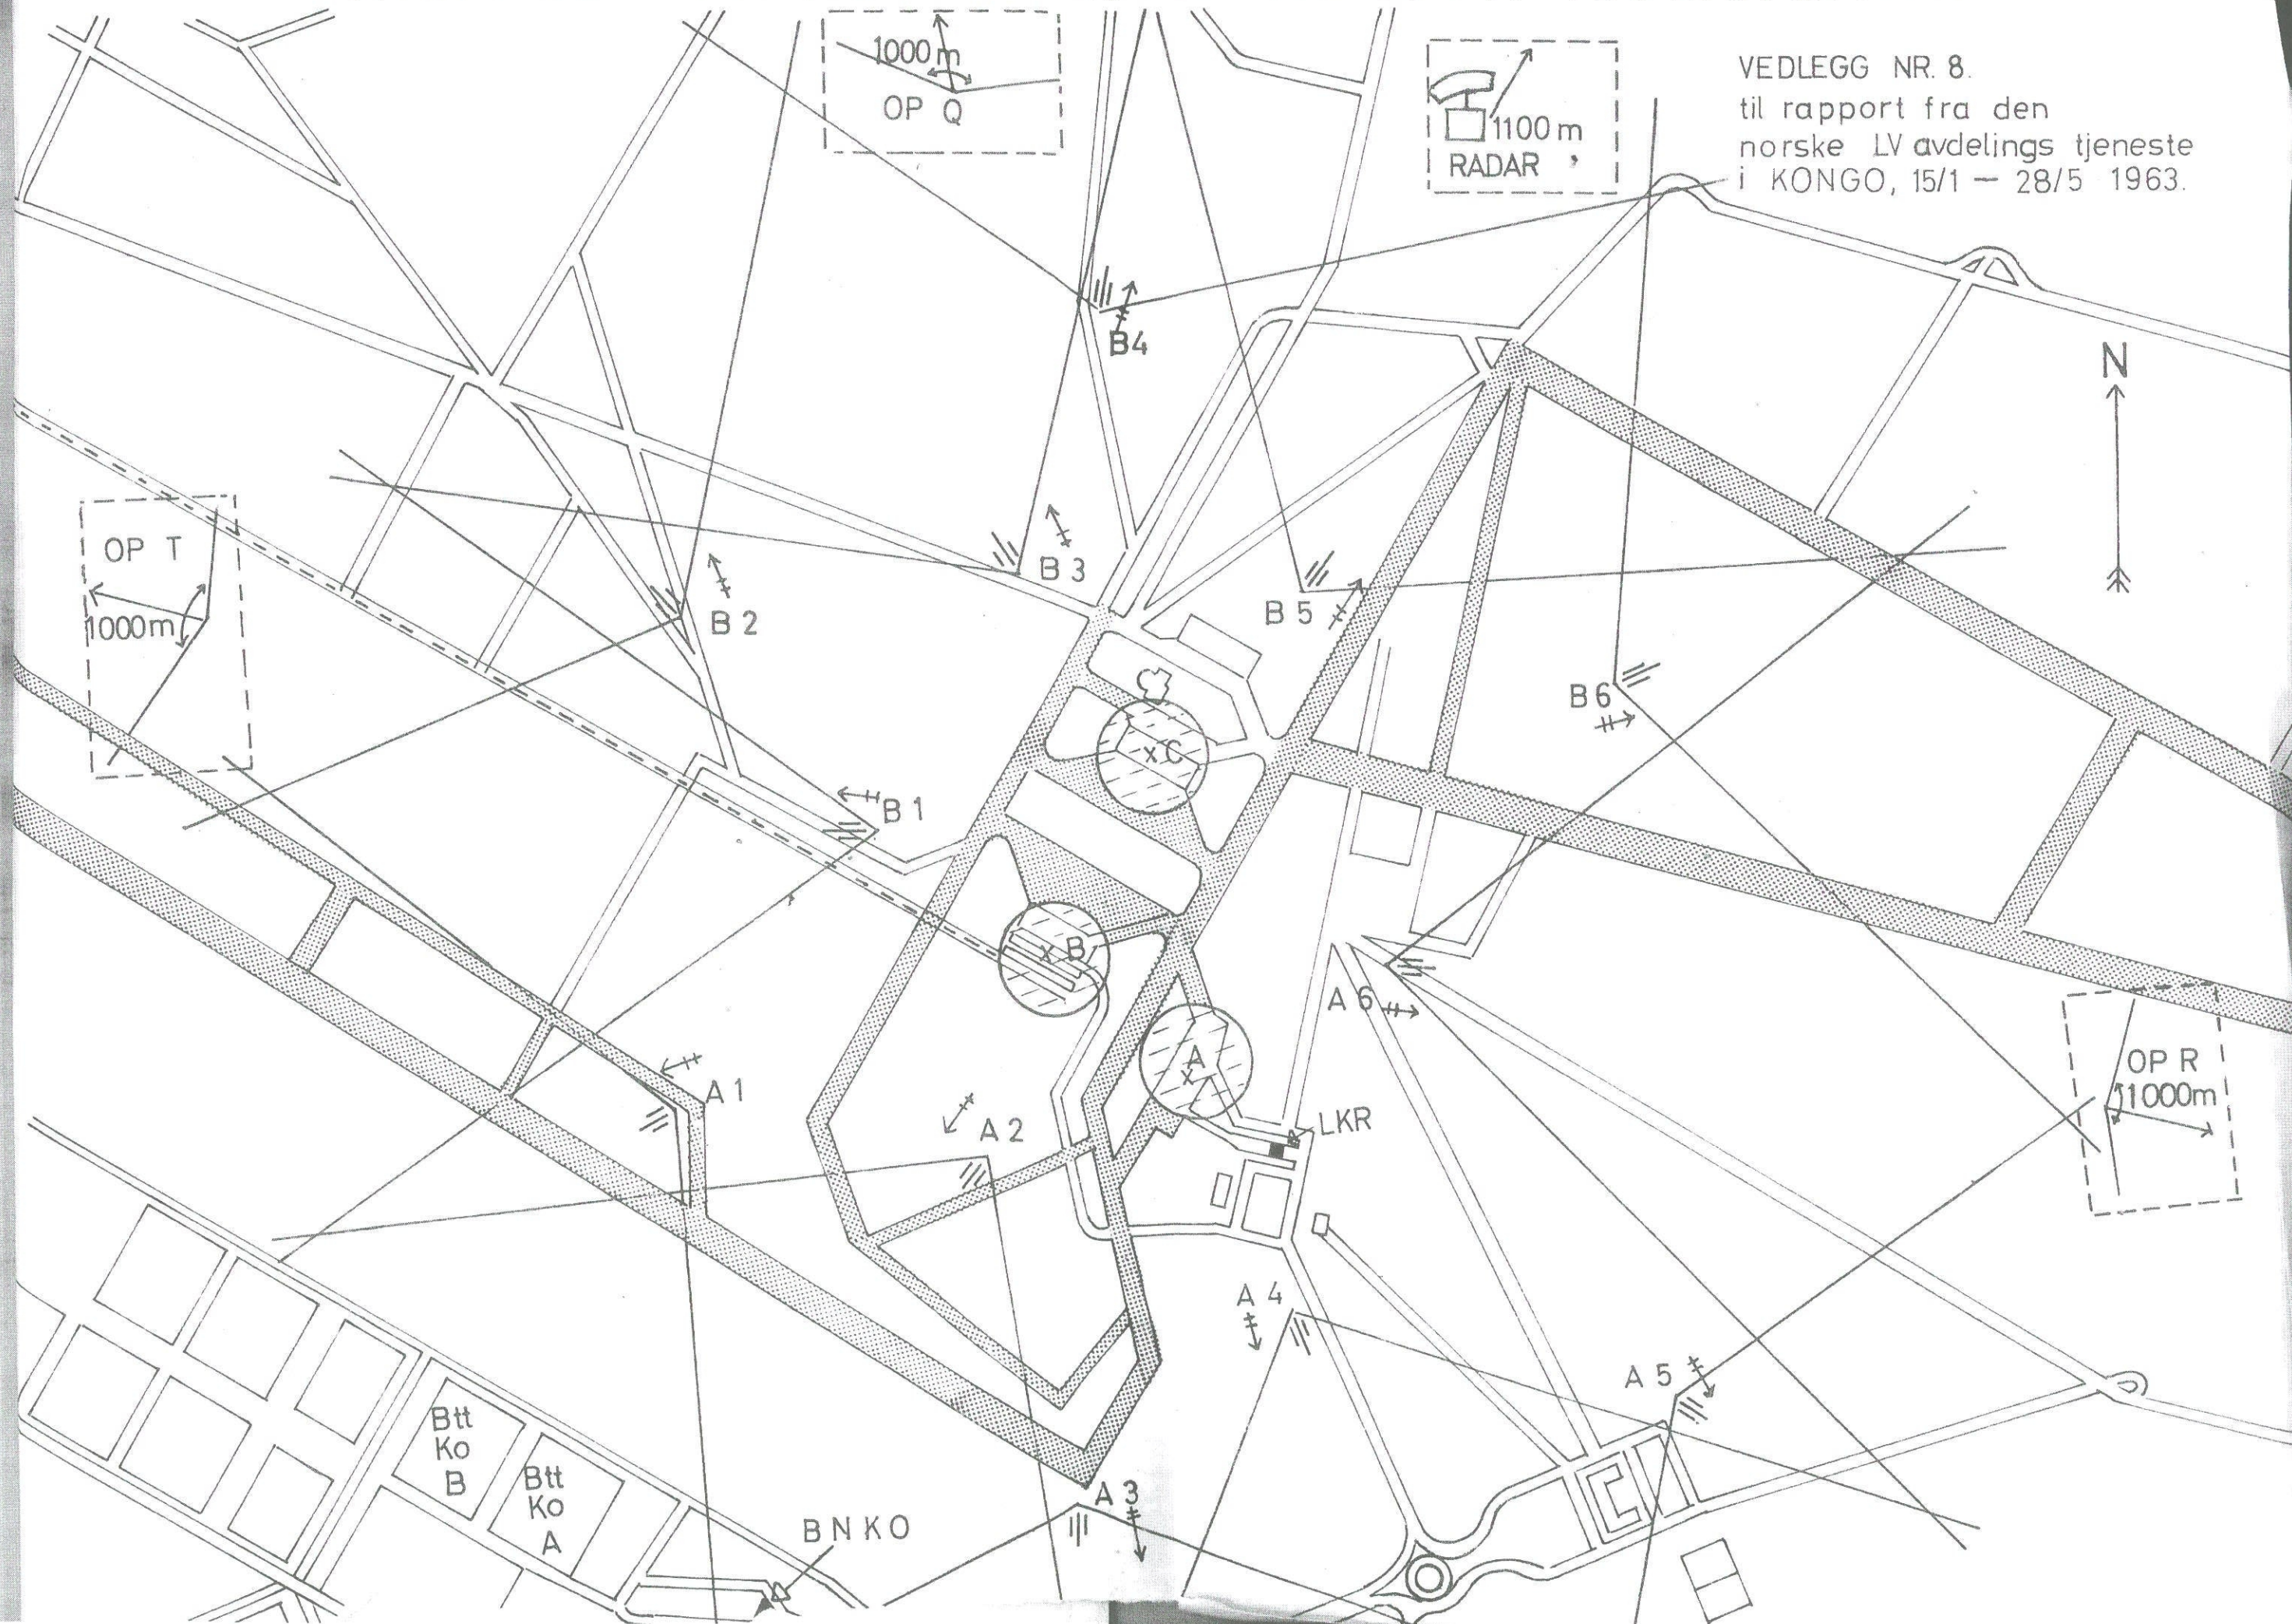 1000 m
OP Q
1100 m
RADAR
VEDLEGG NR. 8.
til rapport fra den
norske LV avdelings tjeneste
i KONGO, 15/1 — 28/5 1963.
N
B4
OP T
1000m
B 3
B 2
B 5
B 6
C
B 1
B
A 6
A
OP R
1000m
A 1
A 2
LKR
A 4
A 5
Btt
Ko
B
Btt
Ko
A
A 3
BNKO